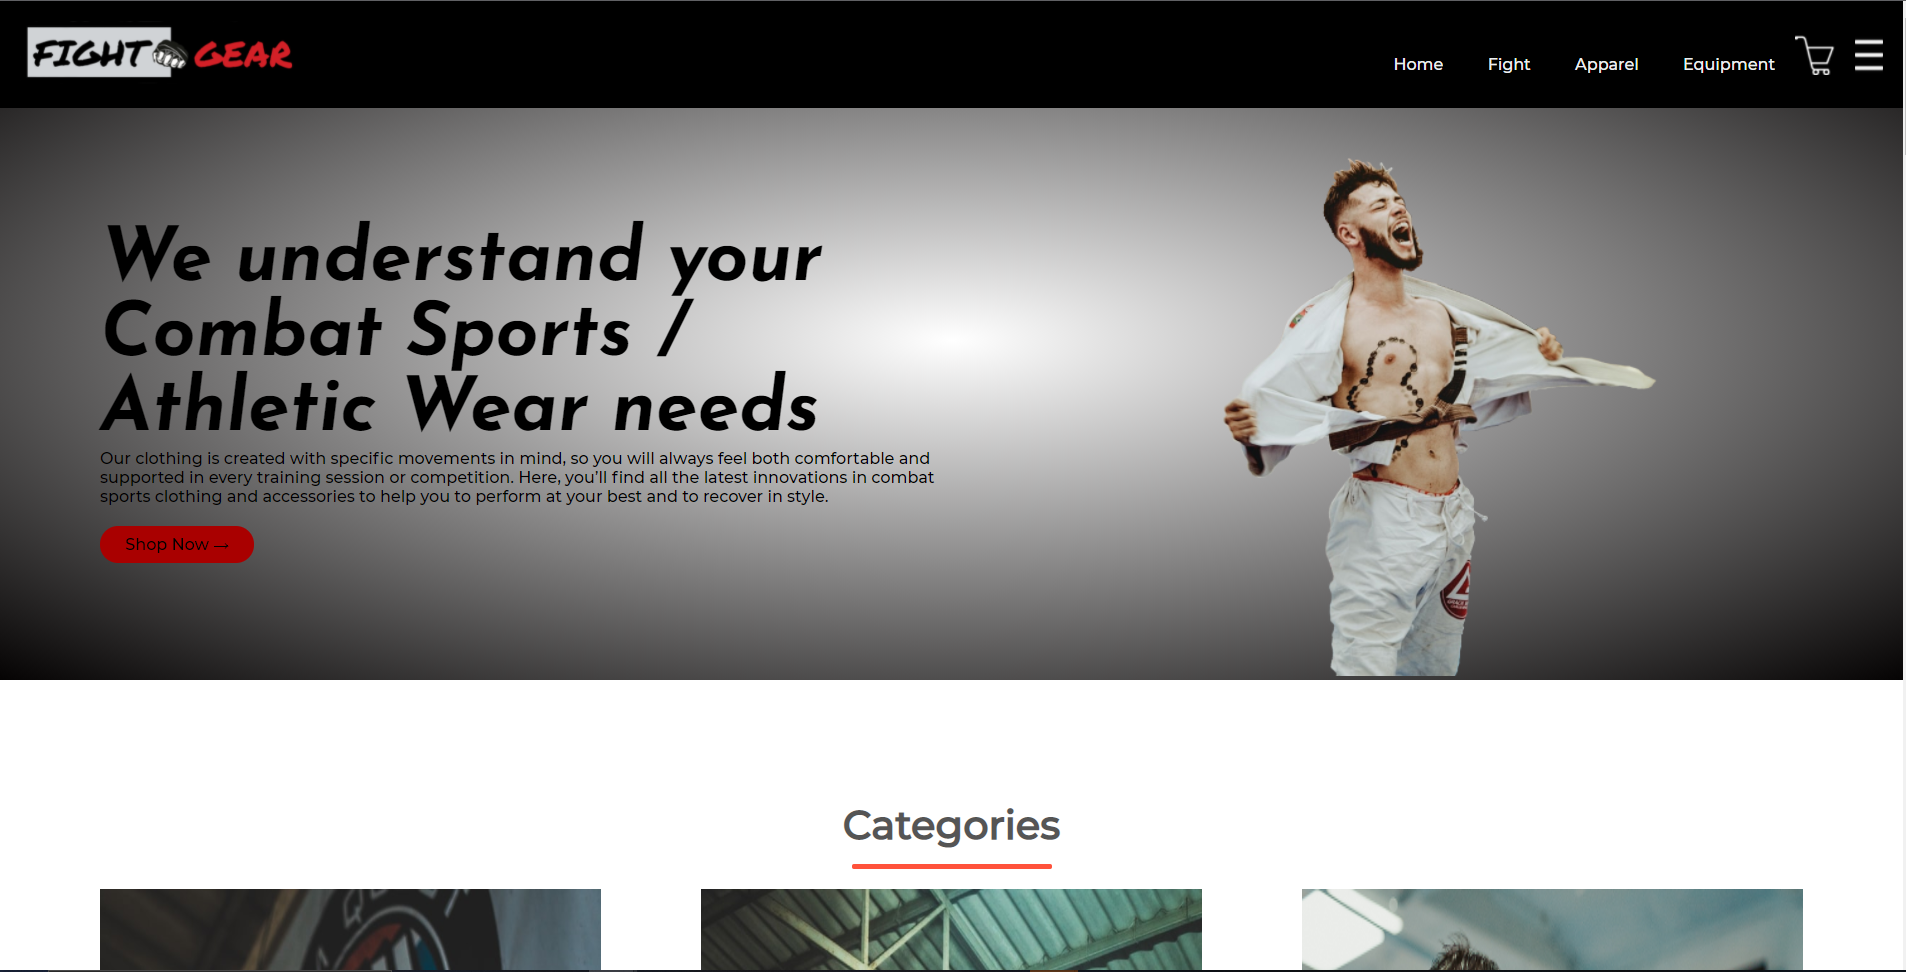 FIGHT GEAR
Home Fight Apparel Equipment
We understand your
Combat Sports /
Athletic Wear needs
Our clothing is created with specific movements in mind, so you will always feel both comfortable and
supported in every training session or competition. Here, you'll find all the latest innovations in combat
sports clothing and accessories to help you to perform at your best and to recover in style.
Shop Now →
Categories